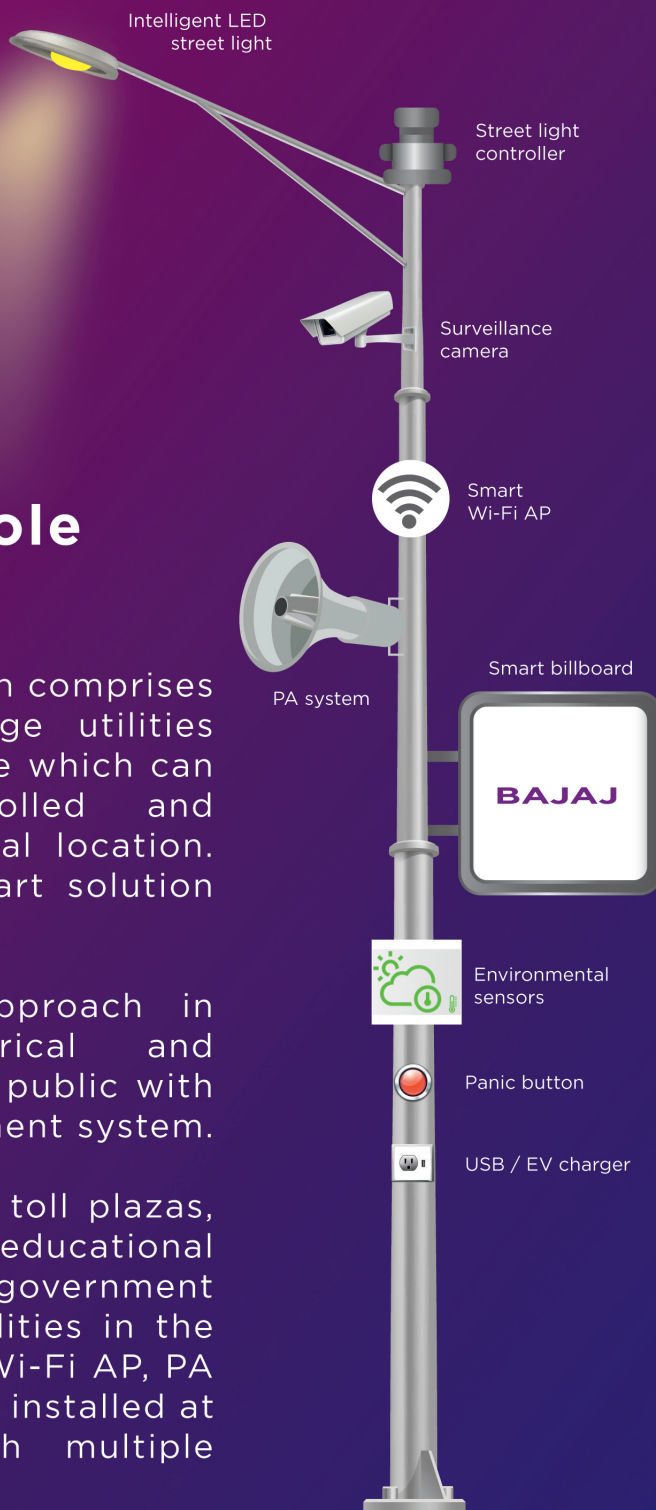 Intelligent LED
street light
Street light
controller
Surveillance
camera
Smart
Wi-Fi AP
ole
PA system
Smart billboard
BAJAJ
n comprises
ge utilities
e which can
olled and
al location.
art solution
Environmental
sensors
pproach in
rical and
public with
ment system.
Panic button
USB / EV charger
toll plazas,
educational
government
lities in the
Wi-Fi AP, PA
installed at
h multiple